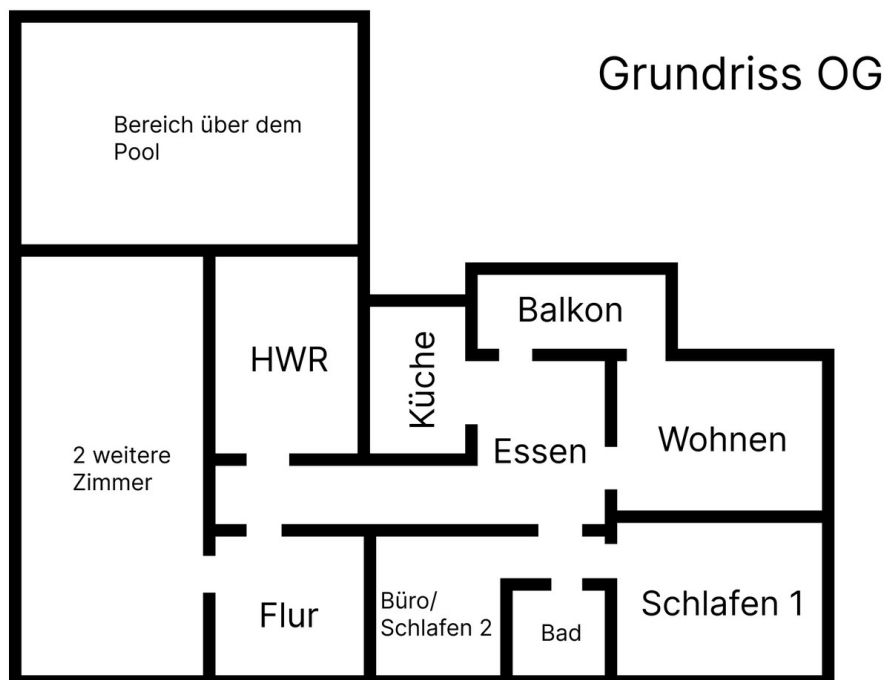 Grundriss OG
Bereich über dem
Pool
Balkon
HWR
Küche
Wohnen
Essen
2 weitere
Zimmer
Büro/
Schlafen 2
Schlafen 1
Flur
Bad